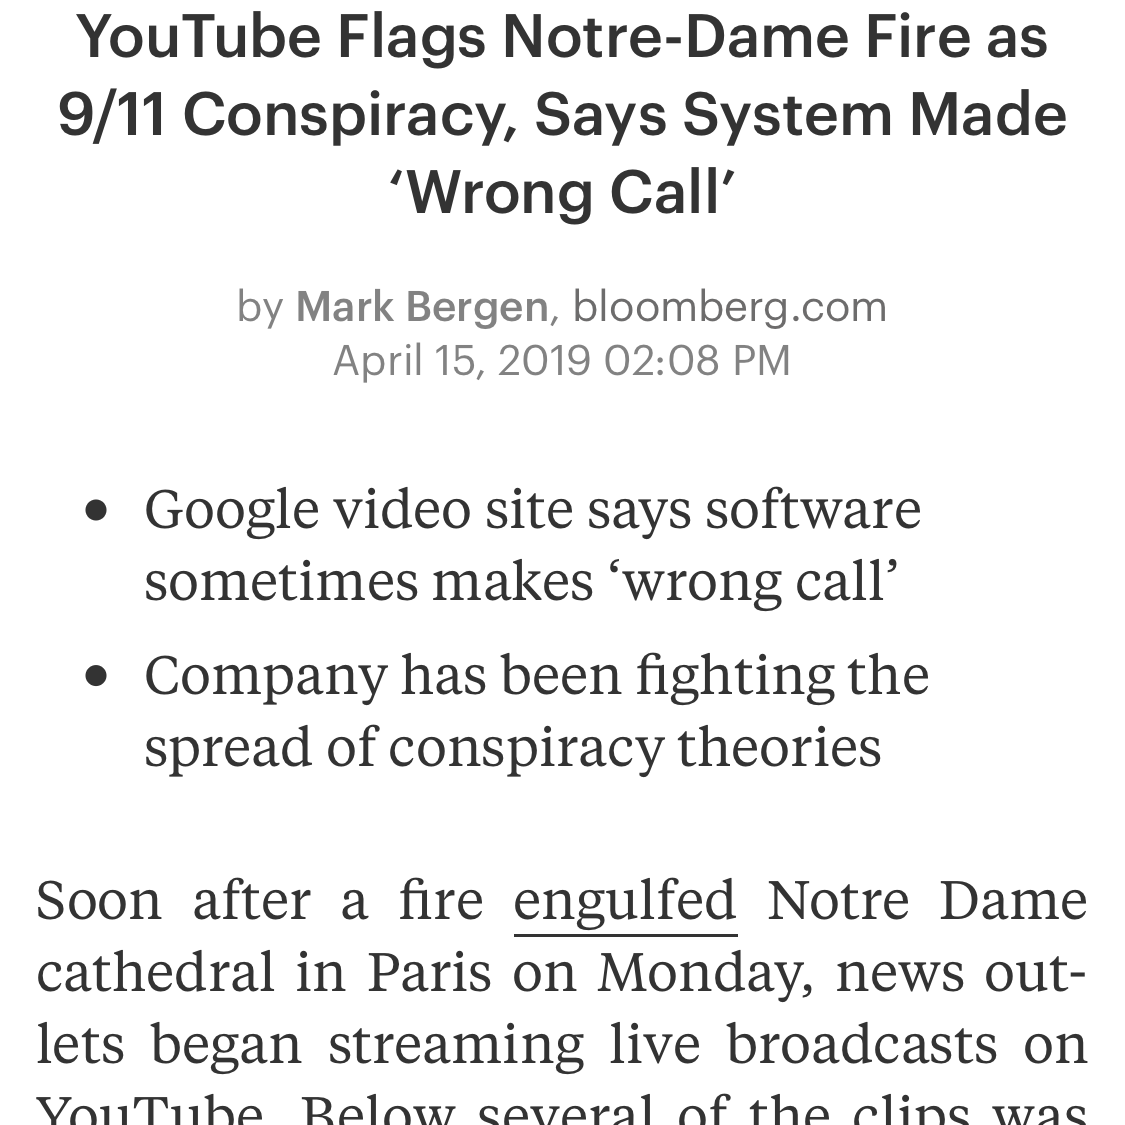 YouTube Flags Notre-Dame Fire as
9/11 Conspiracy, Says System Made
‘Wrong Call’
by Mark Bergen, bloomberg.com
April 15, 2019 02:08 PM
• Google video site says software
sometimes makes ‘wrong call’
• Company has been fighting the
spread of conspiracy theories
Soon after a fire engulfed Notre Dame
cathedral in Paris on Monday, news out-
lets began streaming live broadcasts on
YouTube. Below several of the clips was